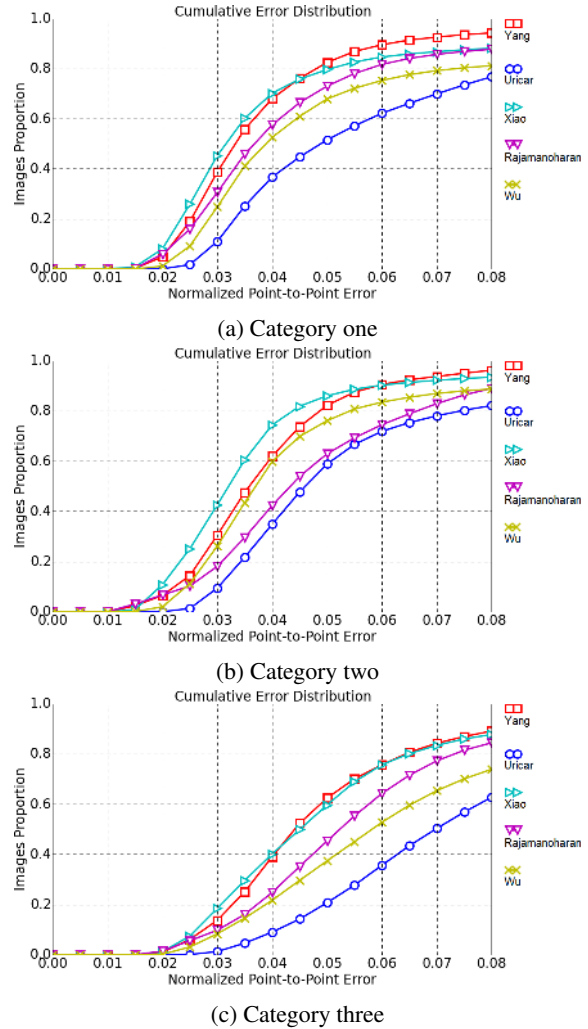 Cumulative Error Distribution
1.0
0.8
0.6
0.4
0.2
0.0
Images Proportion
0.00 0.01 0.02 0.03 0.04 0.05 0.06 0.07 0.08
Normalized Point-to-Point Error
Yang
Uricar
Xiao
Rajamanoharan
Wu
(a) Category one
Cumulative Error Distribution
1.0
0.8
0.6
0.4
0.2
0.0
Images Proportion
0.00 0.01 0.02 0.03 0.04 0.05 0.06 0.07 0.08
Normalized Point-to-Point Error
Yang
Uricar
Xiao
Rajamanoharan
Wu
(b) Category two
Cumulative Error Distribution
1.0
0.8
0.6
0.4
0.2
0.0
Images Proportion
0.00 0.01 0.02 0.03 0.04 0.05 0.06 0.07 0.08
Normalized Point-to-Point Error
Yang
Uricar
Xiao
Rajamanoharan
Wu
(c) Category three